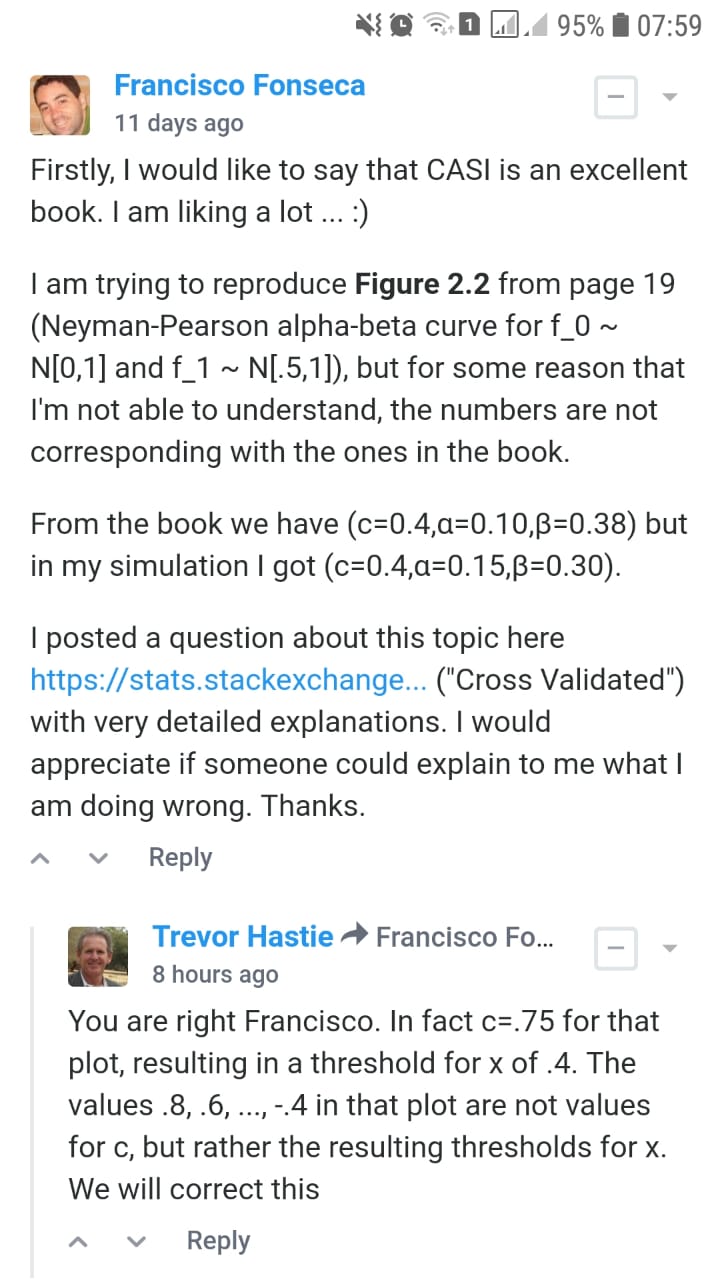 1 95% 07:59
Francisco Fonseca
11 days ago
Firstly, I would like to say that CASI is an excellent
book. I am liking a lot ... :)
I am trying to reproduce Figure 2.2 from page 19
(Neyman-Pearson alpha-beta curve for f_0 ~
N[0,1] and f_1 ~ N[.5,1]), but for some reason that
I'm not able to understand, the numbers are not
corresponding with the ones in the book.
From the book we have (c=0.4,α=0.10,β=0.38) but
in my simulation I got (c=0.4,α=0.15,β=0.30).
I posted a question about this topic here
https://stats.stackexchange... ("Cross Validated")
with very detailed explanations. I would
appreciate if someone could explain to me what I
am doing wrong. Thanks.
Reply
Trevor Hastie Francisco Fo...
8 hours ago
You are right Francisco. In fact c=.75 for that
plot, resulting in a threshold for x of .4. The
values .8, .6, ..., -.4 in that plot are not values
for c, but rather the resulting thresholds for x.
We will correct this
Reply